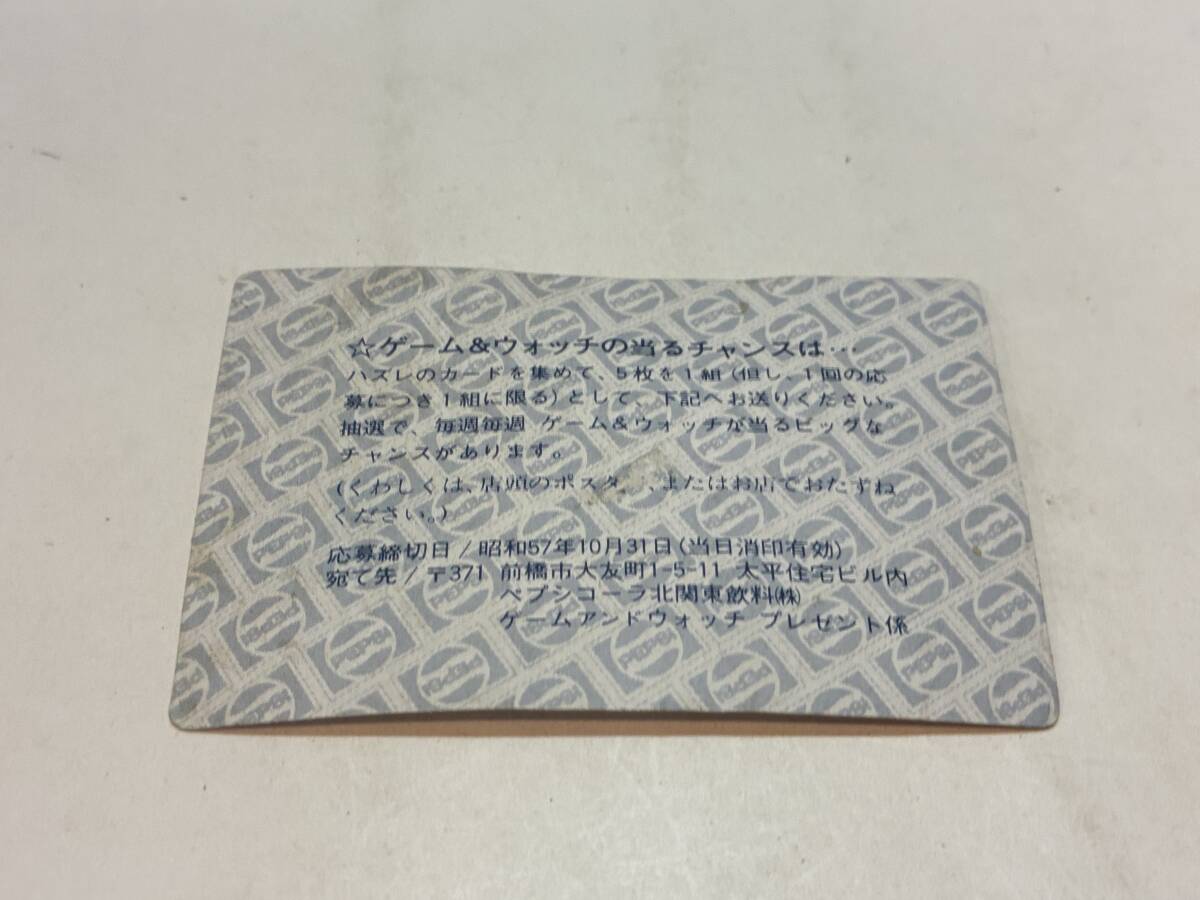 ☆ゲーム&ウォッチの当るチャンスは…
ハズレのカードを集めて、5枚を1組(但し、1回の応
募につき1組に限る)として、下記へお送りください。
抽選で、毎週毎週 ゲーム&ウォッチが当るビッグな
チャンスがあります。
(くわしくは、店頭のポスタ 、またはお店でおたずね
ください。)
応募締切日/昭和57年10月31日(当日消印有効)
宛て先/〒371 前橋市大友町1-5-11 太平住宅ビル内
ペプシコーラ北関東飲料㈱
ゲームアンドウォッチ プレゼント係